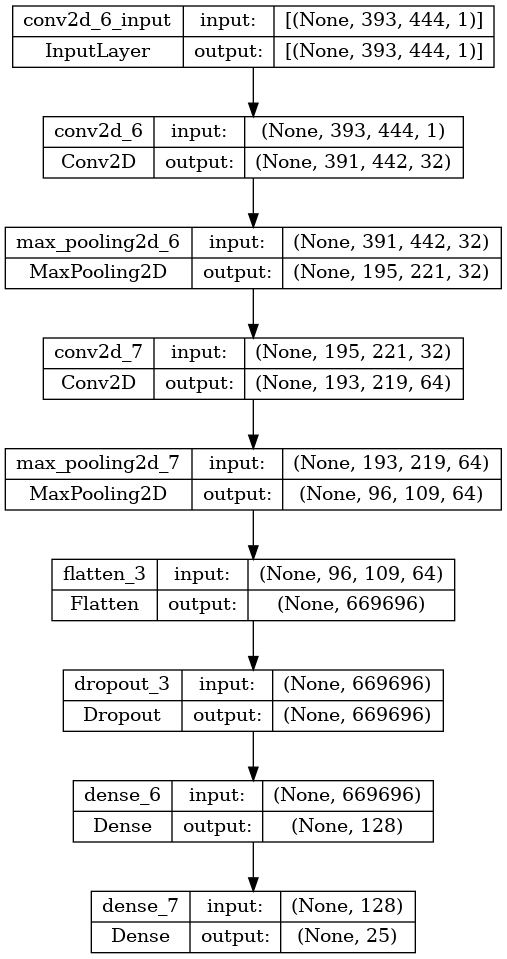 conv2d_6_input input: [(None, 393, 444, 1)]
InputLayer output: [(None, 393, 444, 1)]
conv2d_6 input: (None, 393, 444, 1)
Conv2D output: (None, 391, 442, 32)
max_pooling2d_6 input: (None, 391, 442, 32)
MaxPooling2D output: (None, 195, 221, 32)
conv2d_7 input: (None, 195, 221, 32)
Conv2D output: (None, 193, 219, 64)
max_pooling2d_7 input: (None, 193, 219, 64)
MaxPooling2D output: (None, 96, 109, 64)
flatten_3 input: (None, 96, 109, 64)
Flatten output: (None, 669696)
dropout_3 input: (None, 669696)
Dropout output: (None, 669696)
dense_6 input: (None, 669696)
Dense output: (None, 128)
dense_7 input: (None, 128)
Dense output: (None, 25)